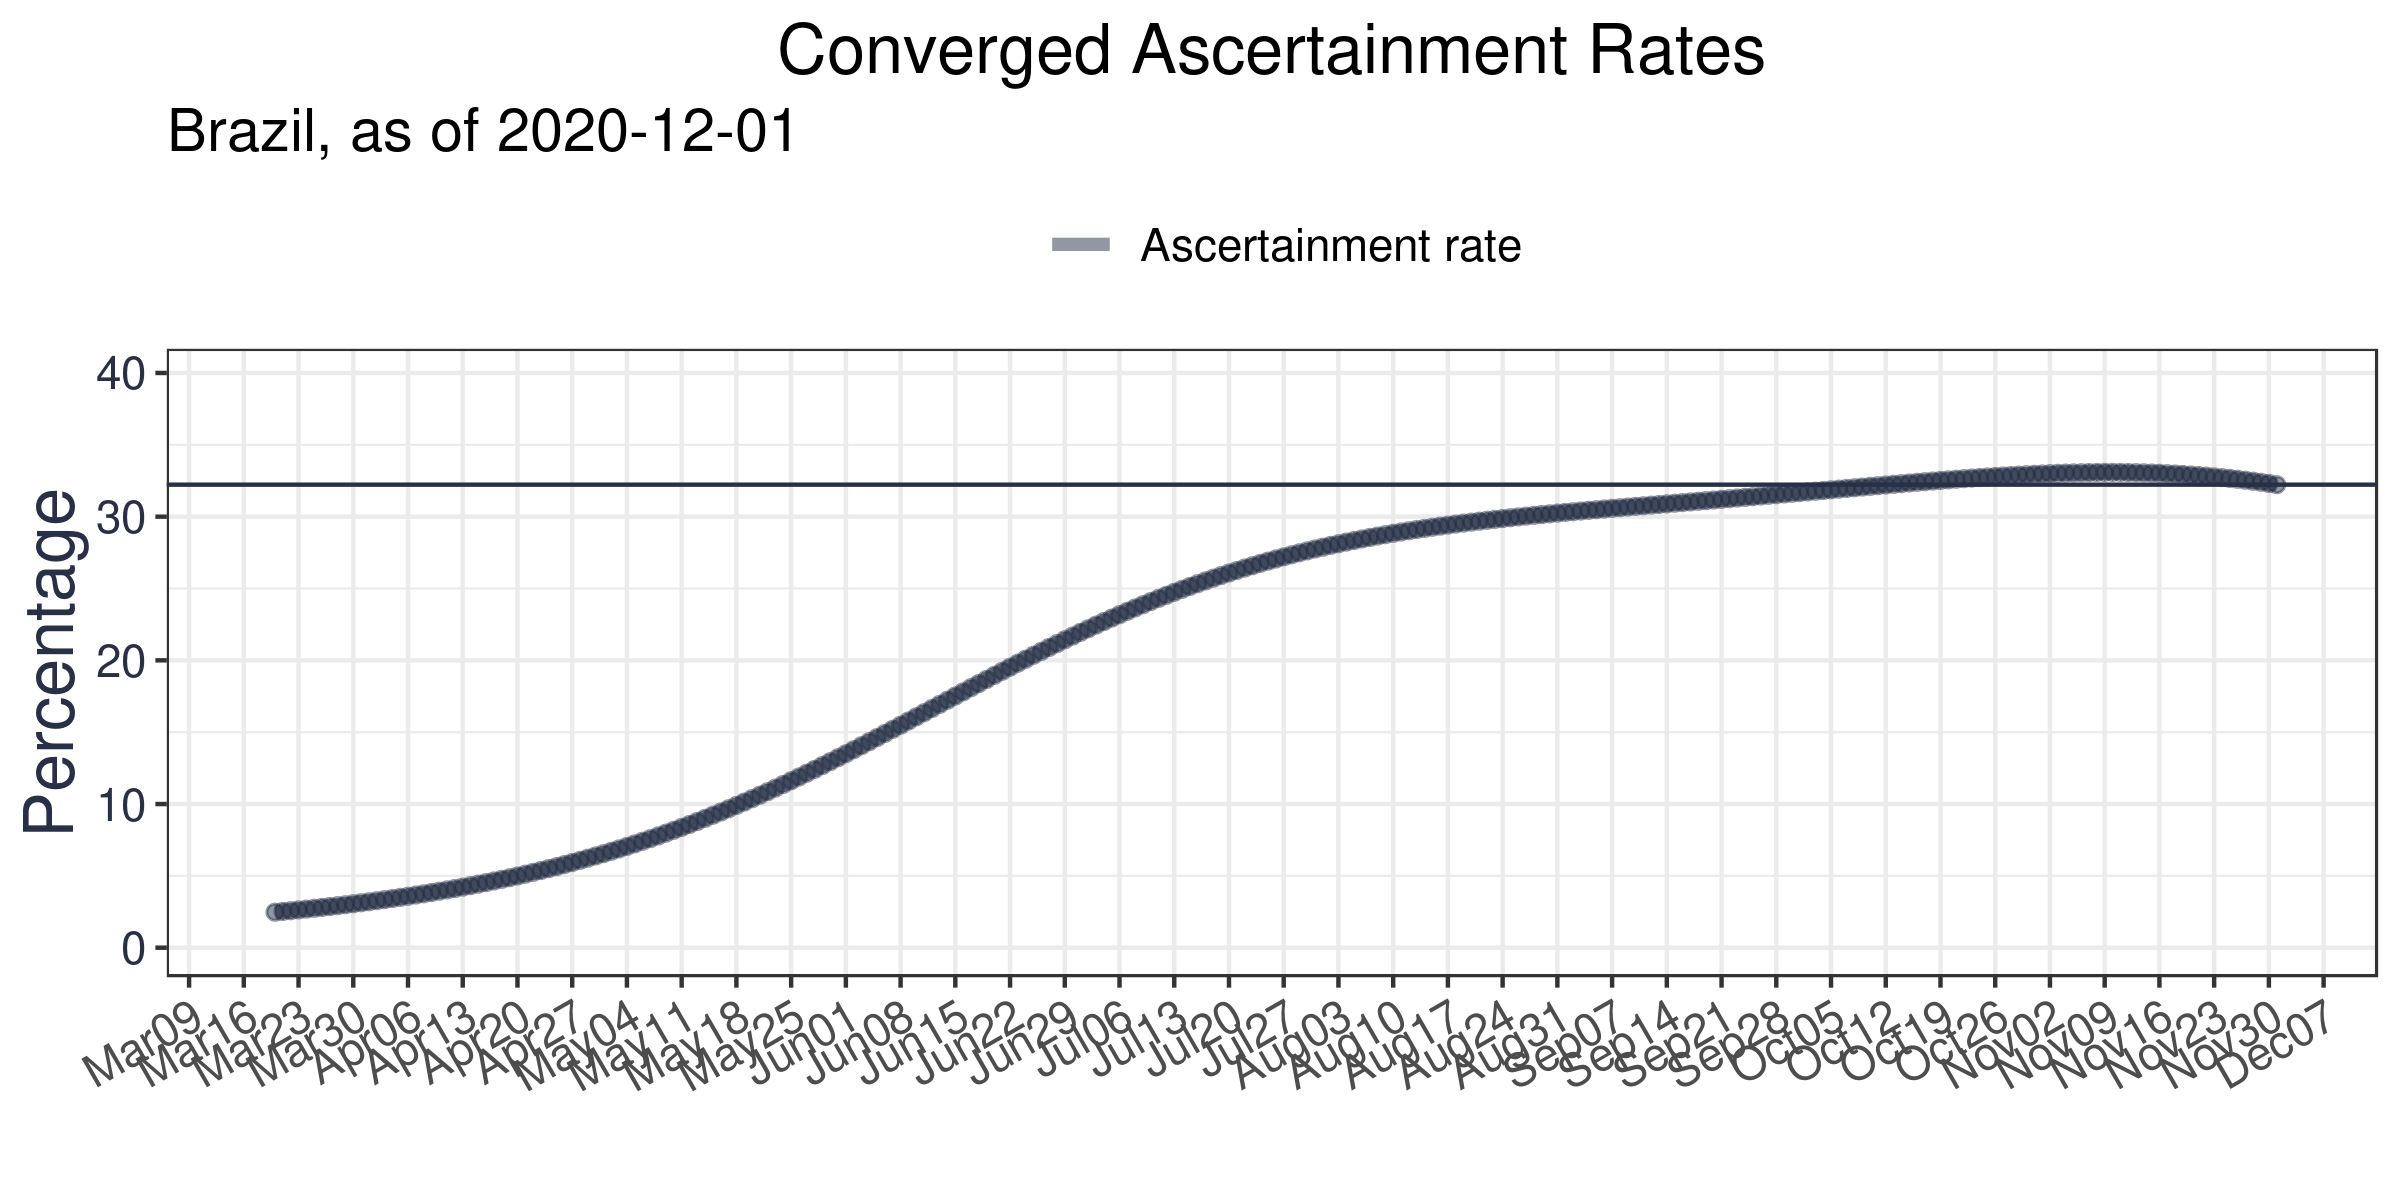 Converged Ascertainment Rates
Brazil, as of 2020-12-01
Ascertainment rate
Percentage
40
30
20
10
0
Mar09 Mar16 Mar23 Mar30 Apr06 Apr13 Apr20 Apr27 May04 May11 May18 May25 Jun01 Jun08 Jun15 Jun22 Jun29 Jul06 Jul13 Jul20 Jul27 Aug03 Aug10 Aug17 Aug24 Aug31 Sep07 Sep14 Sep21 Sep28 Oct05 Oct12 Oct19 Oct26 Nov02 Nov09 Nov16 Nov23 Nov30 Dec07